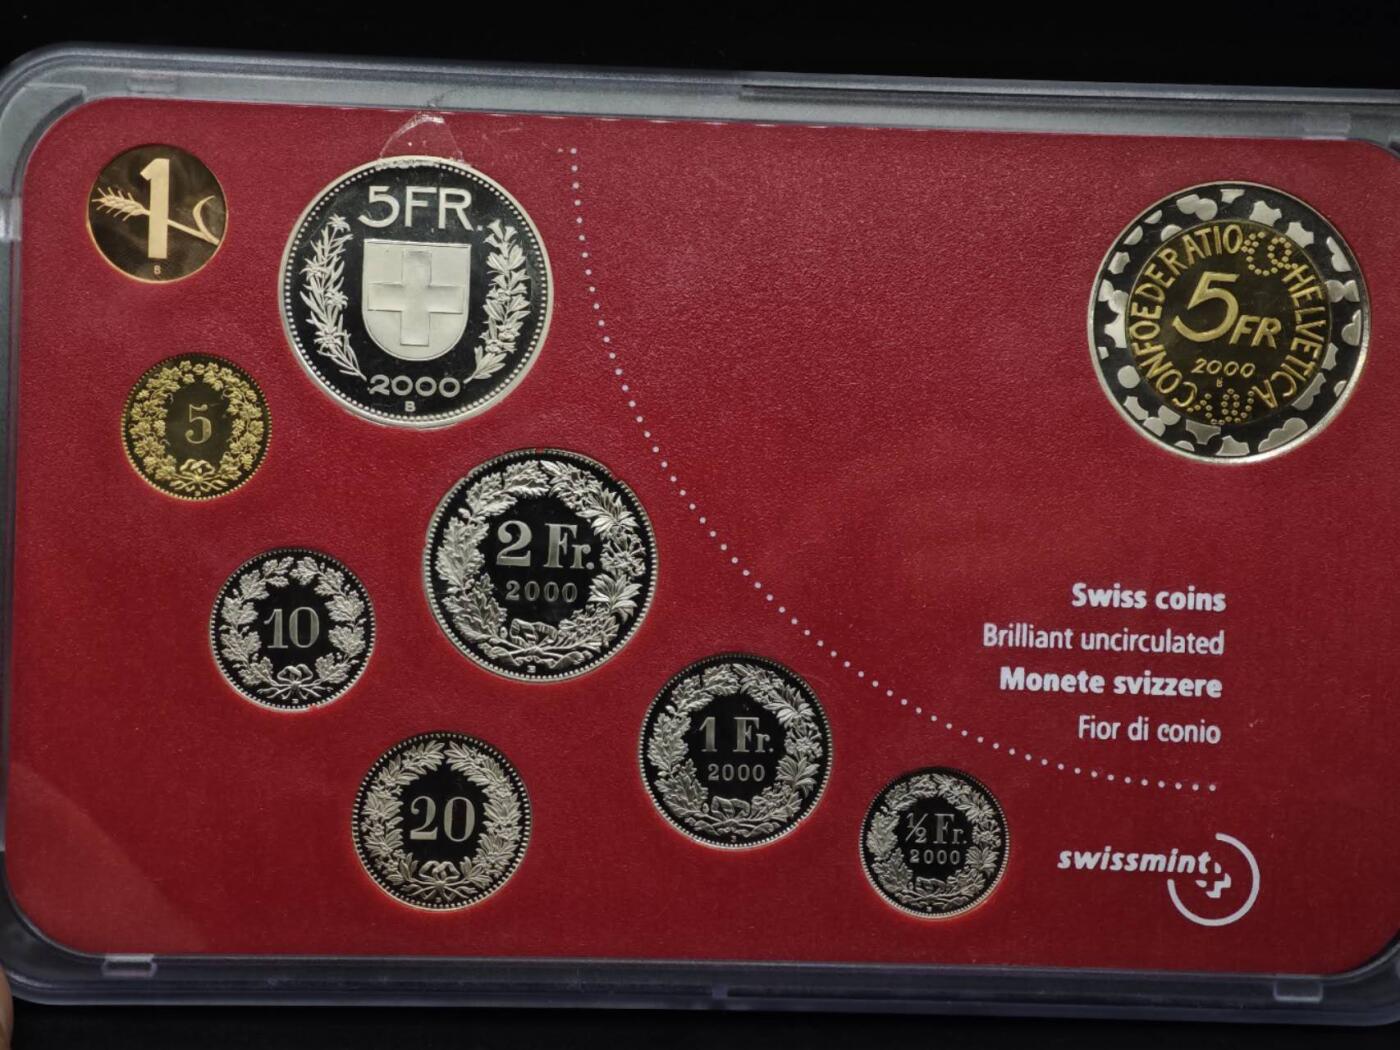 1
B
5FR.
2000
B
CONFOEDERATIO HELVETICA
5FR
2000
B
5
2 Fr.
2000
B
10
B
1 Fr.
2000
B
20
B
½ Fr.
2000
B
Swiss coins
Brilliant uncirculated
Monete svizzere
Fior di conio
swissmint